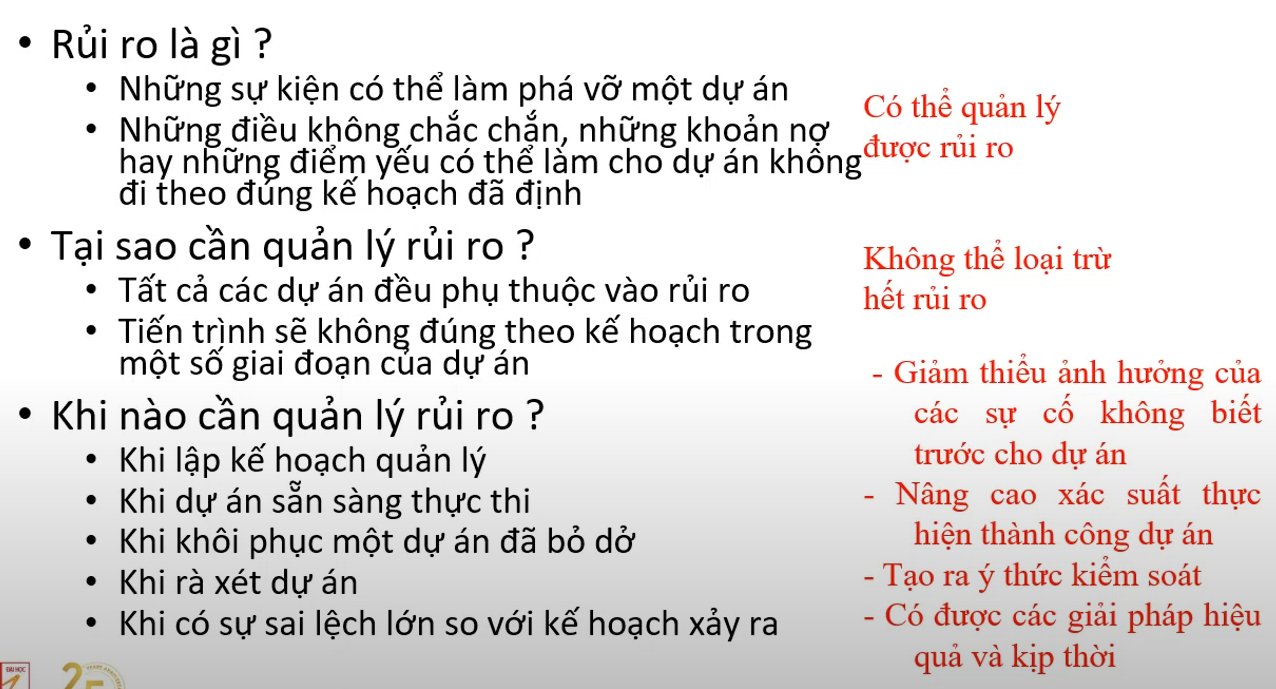 • Rủi ro là gì ?
• Những sự kiện có thể làm phá vỡ một dự án
• Những điều không chắc chắn, những khoản nợ
hay những điểm yếu có thể làm cho dự án không
đi theo đúng kế hoạch đã định
Có thể quản lý
được rủi ro
• Tại sao cần quản lý rủi ro ?
• Tất cả các dự án đều phụ thuộc vào rủi ro
• Tiến trình sẽ không đúng theo kế hoạch trong
một số giai đoạn của dự án
Không thể loại trừ
hết rủi ro
• Khi nào cần quản lý rủi ro ?
• Khi lập kế hoạch quản lý
• Khi dự án sẵn sàng thực thi
• Khi khôi phục một dự án đã bỏ dở
• Khi rà xét dự án
• Khi có sự sai lệch lớn so với kế hoạch xảy ra
- Giảm thiểu ảnh hưởng của
các sự cố không biết
trước cho dự án
- Nâng cao xác suất thực
hiện thành công dự án
- Tạo ra ý thức kiểm soát
- Có được các giải pháp hiệu
quả và kịp thời
ĐẠI HỌC
25